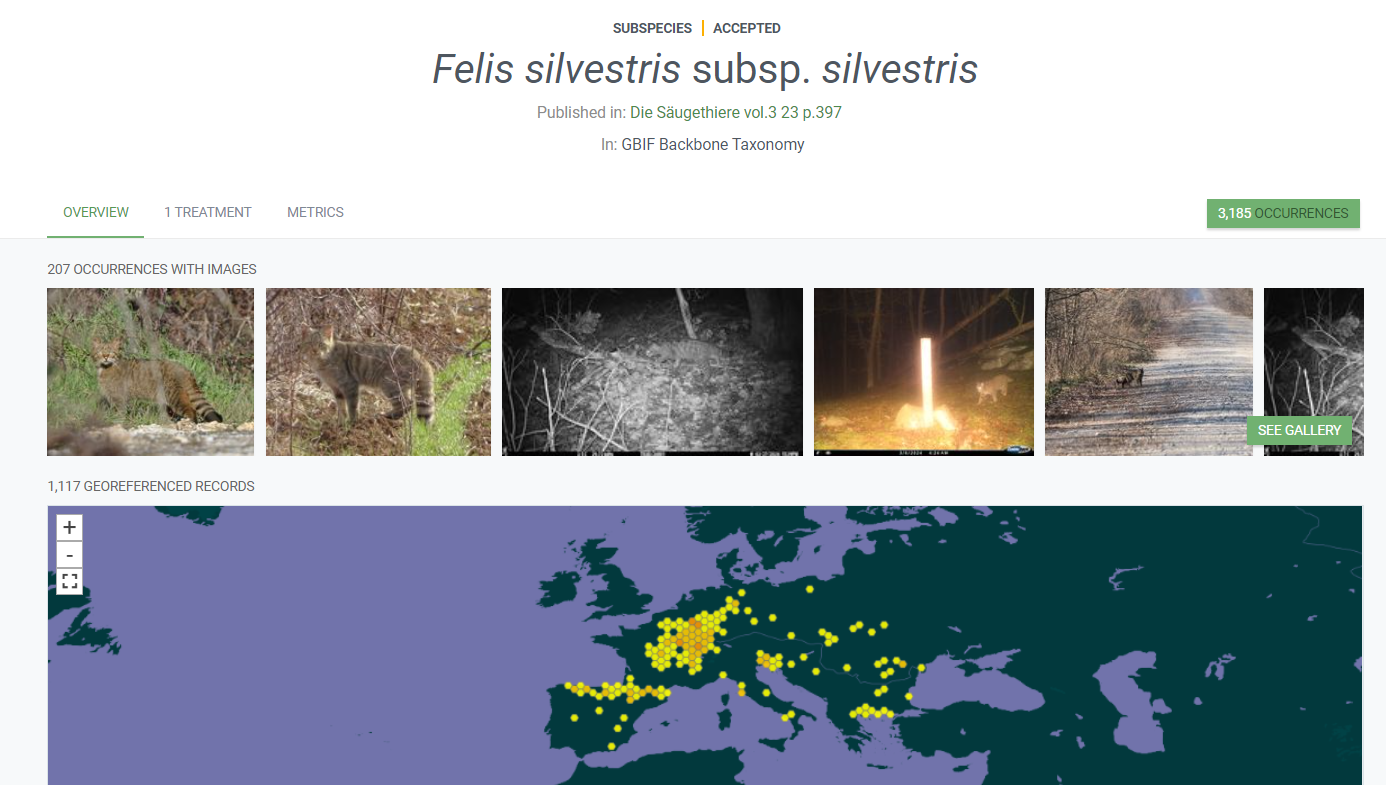 SUBSPECIES | ACCEPTED
Felis silvestris subsp. silvestris
Published in: Die Säugethiere vol.3 23 p.397
In: GBIF Backbone Taxonomy
OVERVIEW 1 TREATMENT METRICS 3,185 OCCURRENCES
207 OCCURRENCES WITH IMAGES
SEE GALLERY
1,117 GEOREFERENCED RECORDS
+
-